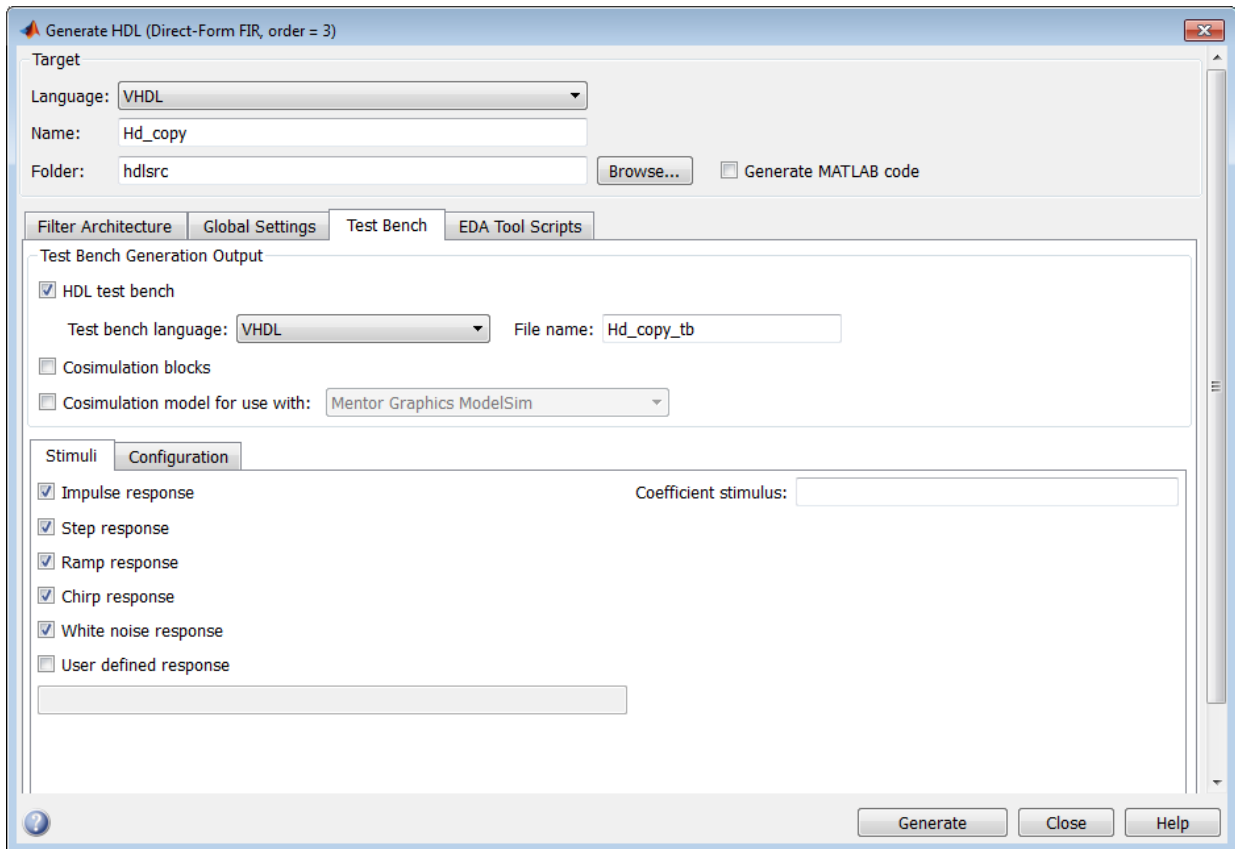 Generate HDL (Direct-Form FIR, order = 3)
Target
Language: VHDL
Name: Hd_copy
Folder: hdlsrc Browse... Generate MATLAB code
Filter Architecture Global Settings Test Bench EDA Tool Scripts
Test Bench Generation Output
HDL test bench
Test bench language: VHDL File name: Hd_copy_tb
Cosimulation blocks
Cosimulation model for use with: Mentor Graphics ModelSim
Stimuli Configuration
Impulse response Coefficient stimulus:
Step response
Ramp response
Chirp response
White noise response
User defined response
? Generate Close Help